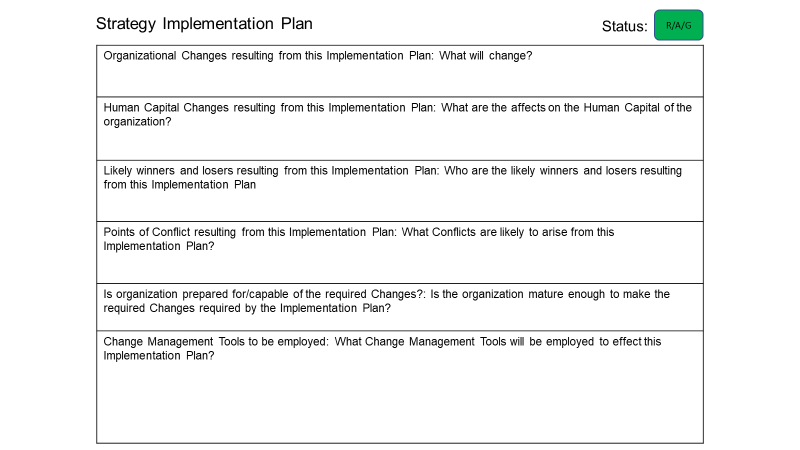 Strategy Implementation Plan
Status:
R/A/G
Organizational Changes resulting from this Implementation Plan: What will change?
Human Capital Changes resulting from this Implementation Plan: What are the affects on the Human Capital of the
organization?
Likely winners and losers resulting from this Implementation Plan: Who are the likely winners and losers resulting
from this Implementation Plan
Points of Conflict resulting from this Implementation Plan: What Conflicts are likely to arise from this
Implementation Plan?
Is organization prepared for/capable of the required Changes?: Is the organization mature enough to make the
required Changes required by the Implementation Plan?
Change Management Tools to be employed: What Change Management Tools will be employed to effect this
Implementation Plan?